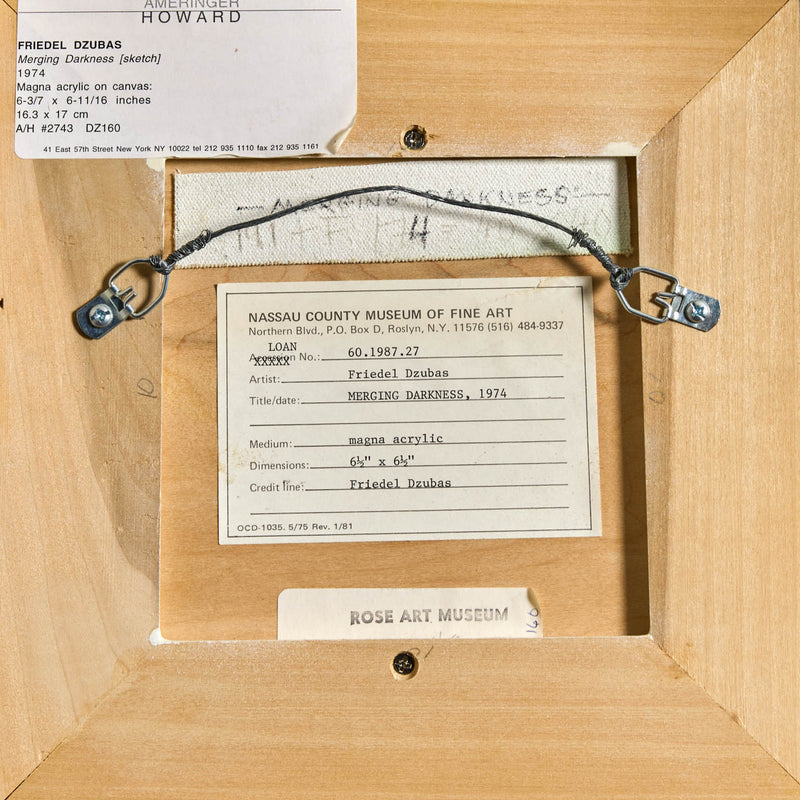 AMERINGER
HOWARD
FRIEDEL DZUBAS
Merging Darkness [sketch]
1974
Magna acrylic on canvas:
6-3/7 x 6-11/16 inches
16.3 x 17 cm
A/H #2743 DZ160
41 East 57th Street New York NY 10022 tel 212 935 1110 fax 212 935 1161
— MERGING DARKNESS" —
NASSAU COUNTY MUSEUM OF FINE ART
Northern Blvd., P.O. Box D, Roslyn, N.Y. 11576 (516) 484-9337
LOAN
Accession No.: 60.1987.27
Artist: Friedel Dzubas
Title/date: MERGING DARKNESS, 1974
Medium: magna acrylic
Dimensions: 6½" x 6½"
Credit line: Friedel Dzubas
OCD-1035. 5/75 Rev. 1/81
10
ROSE ART MUSEUM
160